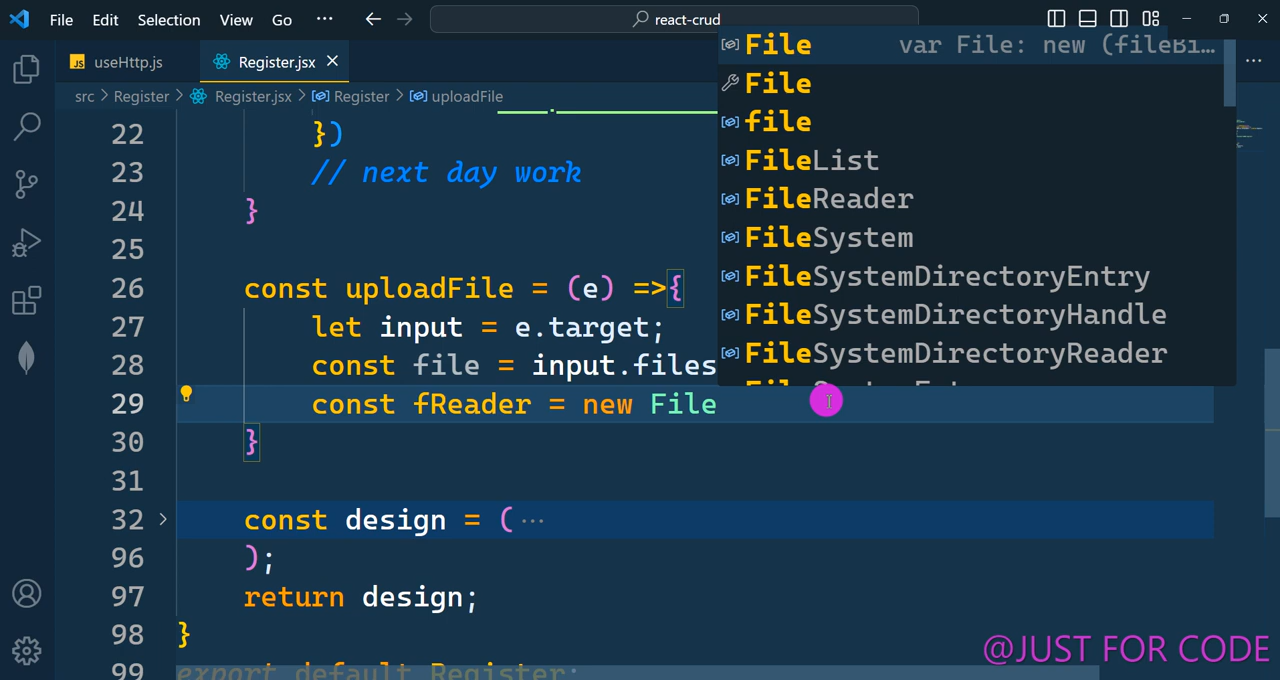 File Edit Selection View Go ··· react-crud
JS useHttp.js Register.jsx
src > Register > Register.jsx > Register > uploadFile
22 })
23 // next day work
24 }
25
26 const uploadFile = (e) =>{
27 let input = e.target;
28 const file = input.files
29 const fReader = new File
30 }
31
32 const design = (···
96 );
97 return design;
98 }
99 export default Register;
File var File: new (fileBi…
File
file
FileList
FileReader
FileSystem
FileSystemDirectoryEntry
FileSystemDirectoryHandle
FileSystemDirectoryReader
@JUST FOR CODE